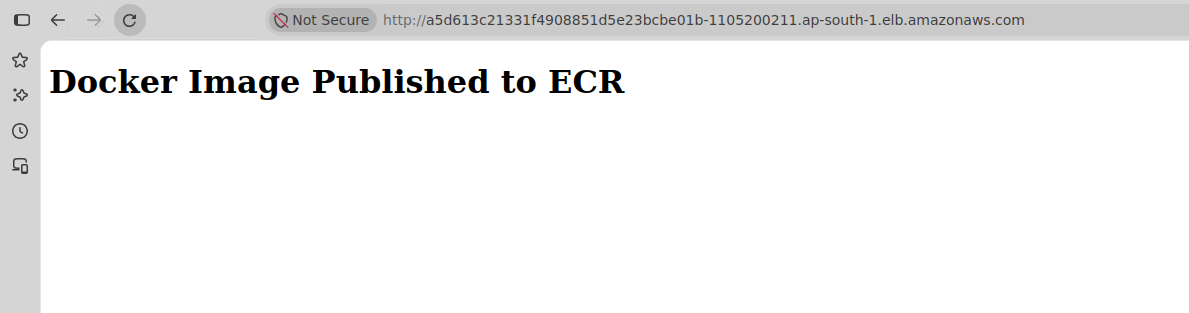 Not Secure http://a5d613c21331f4908851d5e23bcbe01b-1105200211.ap-south-1.elb.amazonaws.com
Docker Image Published to ECR